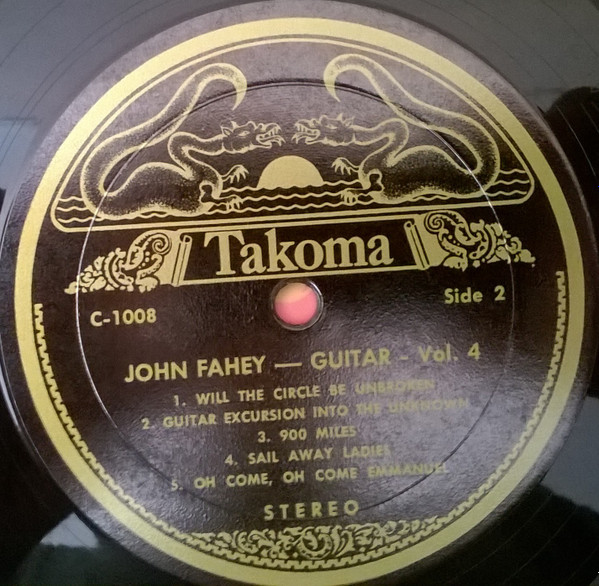 Takoma
C-1008
Side 2
JOHN FAHEY — GUITAR - Vol. 4
1. WILL THE CIRCLE BE UNBROKEN
2. GUITAR EXCURSION INTO THE UNKNOWN
3. 900 MILES
4. SAIL AWAY LADIES
5. OH COME, OH COME EMMANUEL
STEREO